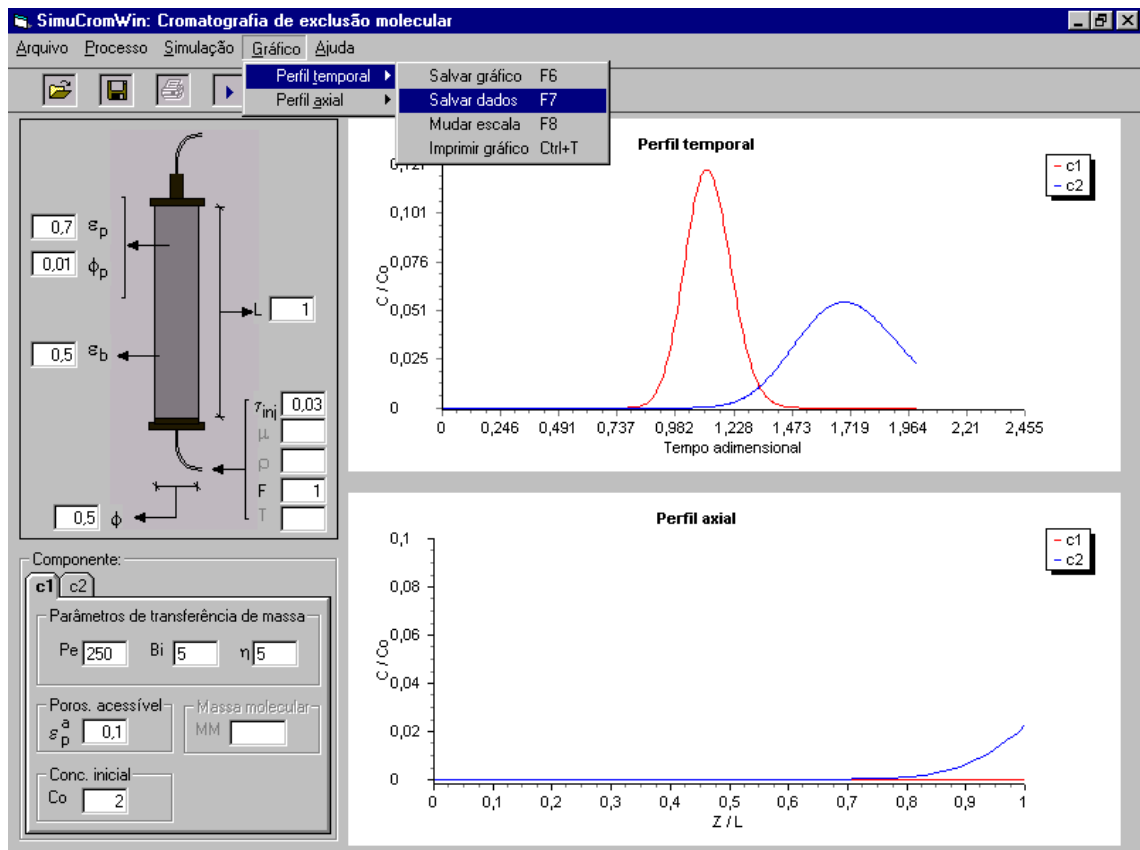 SimuCromWin: Cromatografia de exclusão molecular
Arquivo Processo Simulação Gráfico Ajuda
Perfil temporal
Perfil axial
Salvar gráfico F6
Salvar dados F7
Mudar escala F8
Imprimir gráfico Ctrl+T
0,7 εp
0,01 ϕp
L 1
0,5 εb
τinj 0,03
μ
ρ
F 1
T
0,5 ϕ
Componente:
c1 c2
Parâmetros de transferência de massa
Pe 250 Bi 5 η 5
Poros. acessível
εpa 0,1
Massa molecular
MM
Conc. inicial
Co 2
Perfil temporal
c1
c2
0,127
0,101
0,076
0,051
0,025
0
C / Co
0 0,246 0,491 0,737 0,982 1,228 1,473 1,719 1,964 2,21 2,455
Tempo adimensional
Perfil axial
c1
c2
0,1
0,08
0,06
0,04
0,02
0
C / Co
0 0,1 0,2 0,3 0,4 0,5 0,6 0,7 0,8 0,9 1
Z / L